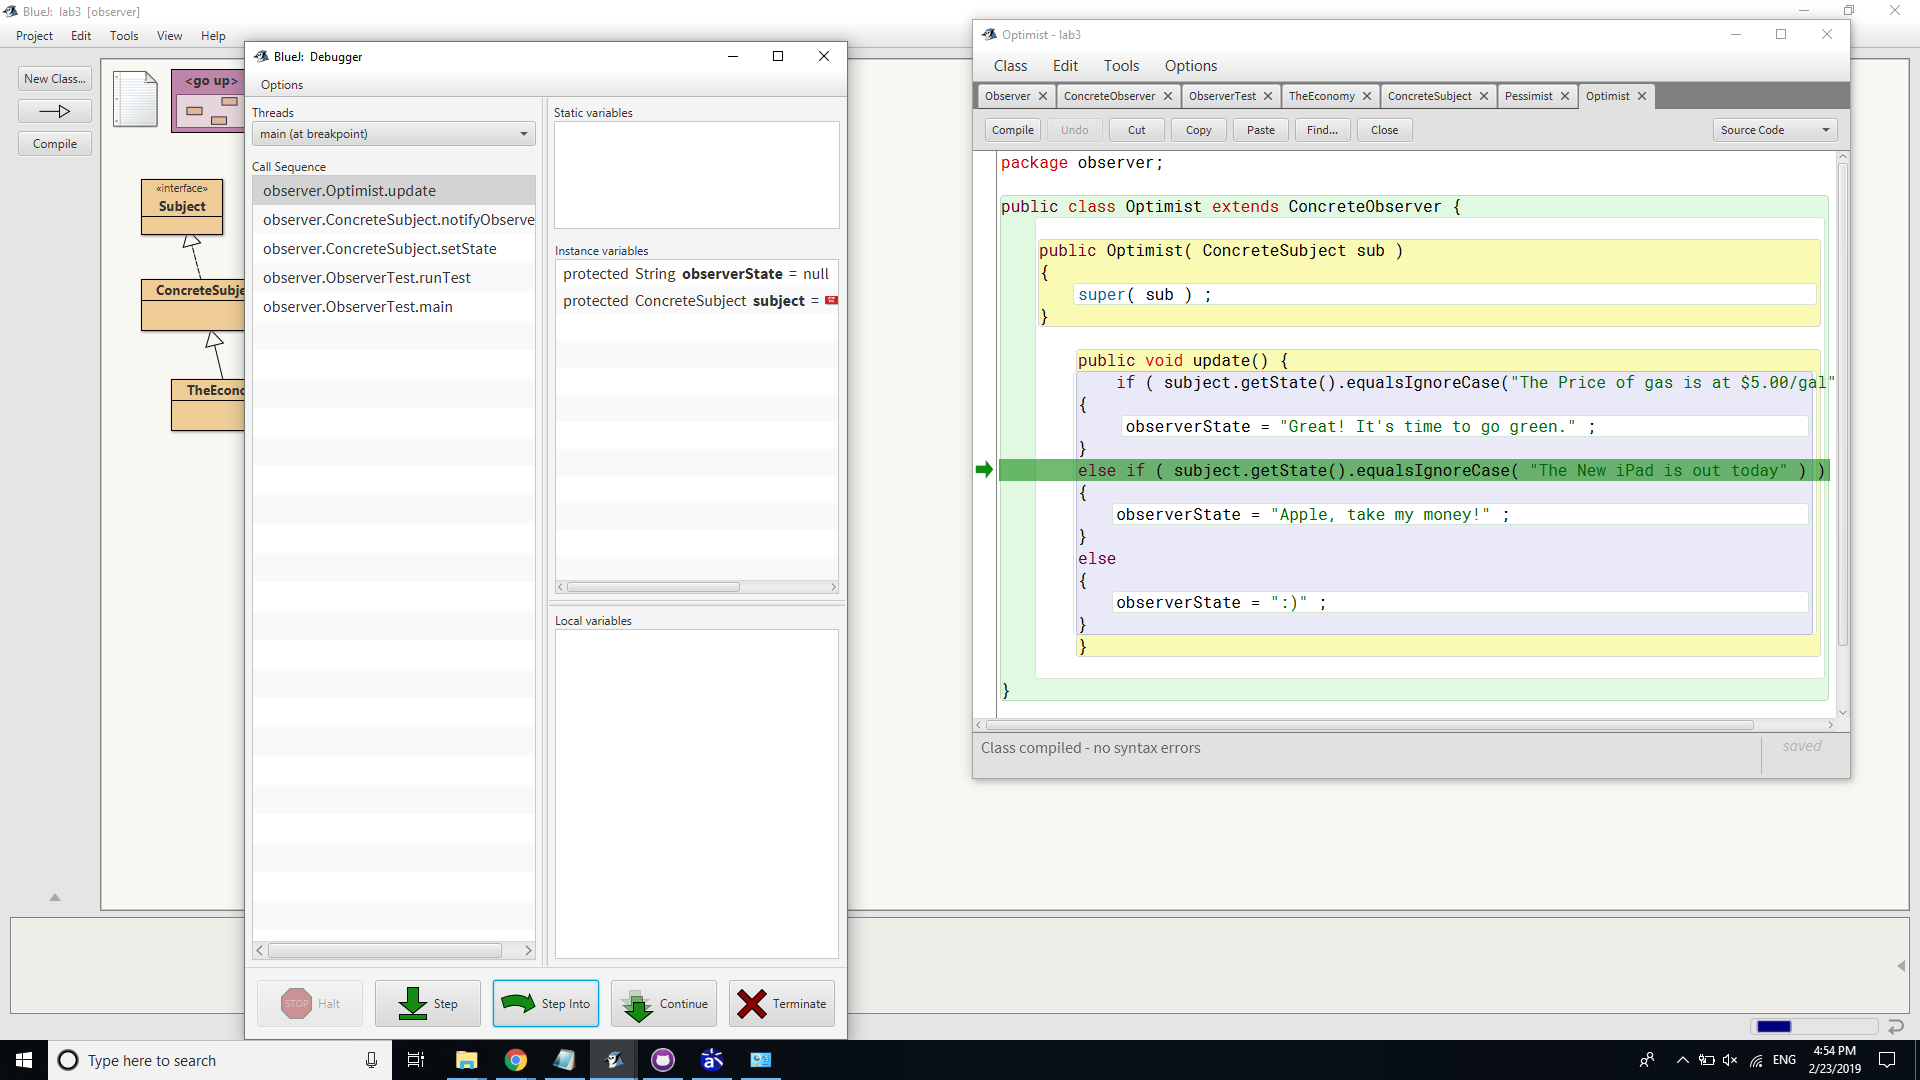 BlueJ:  lab3  [observer]
Project Edit Tools View Help
New Class...
Compile
<go up>
«interface»
Subject
ConcreteSubje
TheEcono
BlueJ:  Debugger
Options
Threads
main (at breakpoint)
Call Sequence
observer.Optimist.update
observer.ConcreteSubject.notifyObserve
observer.ConcreteSubject.setState
observer.ObserverTest.runTest
observer.ObserverTest.main
Static variables
Instance variables
protected String observerState = null
protected ConcreteSubject subject =
Local variables
STOP Halt
Step
Step Into
Continue
Terminate
Optimist - lab3
Class Edit Tools Options
Observer ConcreteObserver ObserverTest TheEconomy ConcreteSubject Pessimist Optimist
Compile Undo Cut Copy Paste Find... Close Source Code
package observer;
public class Optimist extends ConcreteObserver {
public Optimist( ConcreteSubject sub )
{
super( sub ) ;
}
public void update() {
if ( subject.getState().equalsIgnoreCase("The Price of gas is at $5.00/gal"
{
observerState = "Great! It's time to go green." ;
}
else if ( subject.getState().equalsIgnoreCase( "The New iPad is out today" ) )
{
observerState = "Apple, take my money!" ;
}
else
{
observerState = ":)" ;
}
}
}
Class compiled - no syntax errors
saved
Type here to search
ENG
4:54 PM
2/23/2019